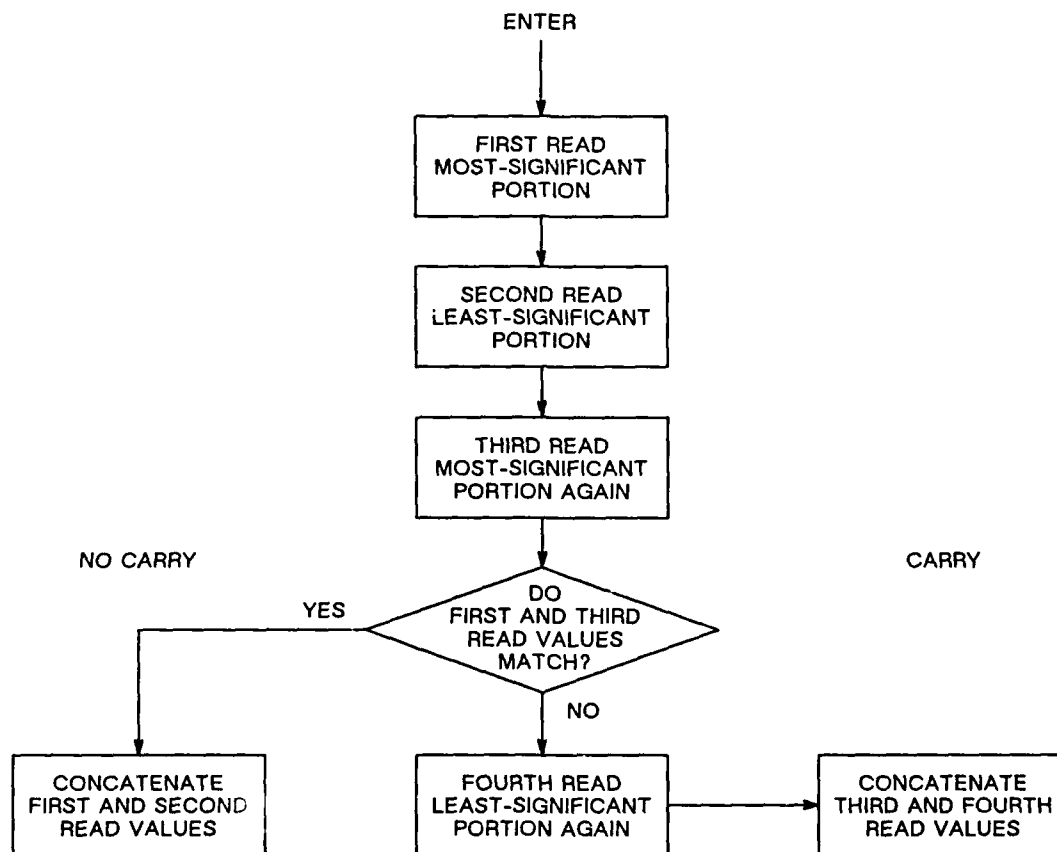 ENTER
FIRST READ
MOST-SIGNIFICANT
PORTION
SECOND READ
LEAST-SIGNIFICANT
PORTION
THIRD READ
MOST-SIGNIFICANT
PORTION AGAIN
NO CARRY
CARRY
YES
DO
FIRST AND THIRD
READ VALUES
MATCH?
NO
CONCATENATE
FIRST AND SECOND
READ VALUES
FOURTH READ
LEAST-SIGNIFICANT
PORTION AGAIN
CONCATENATE
THIRD AND FOURTH
READ VALUES